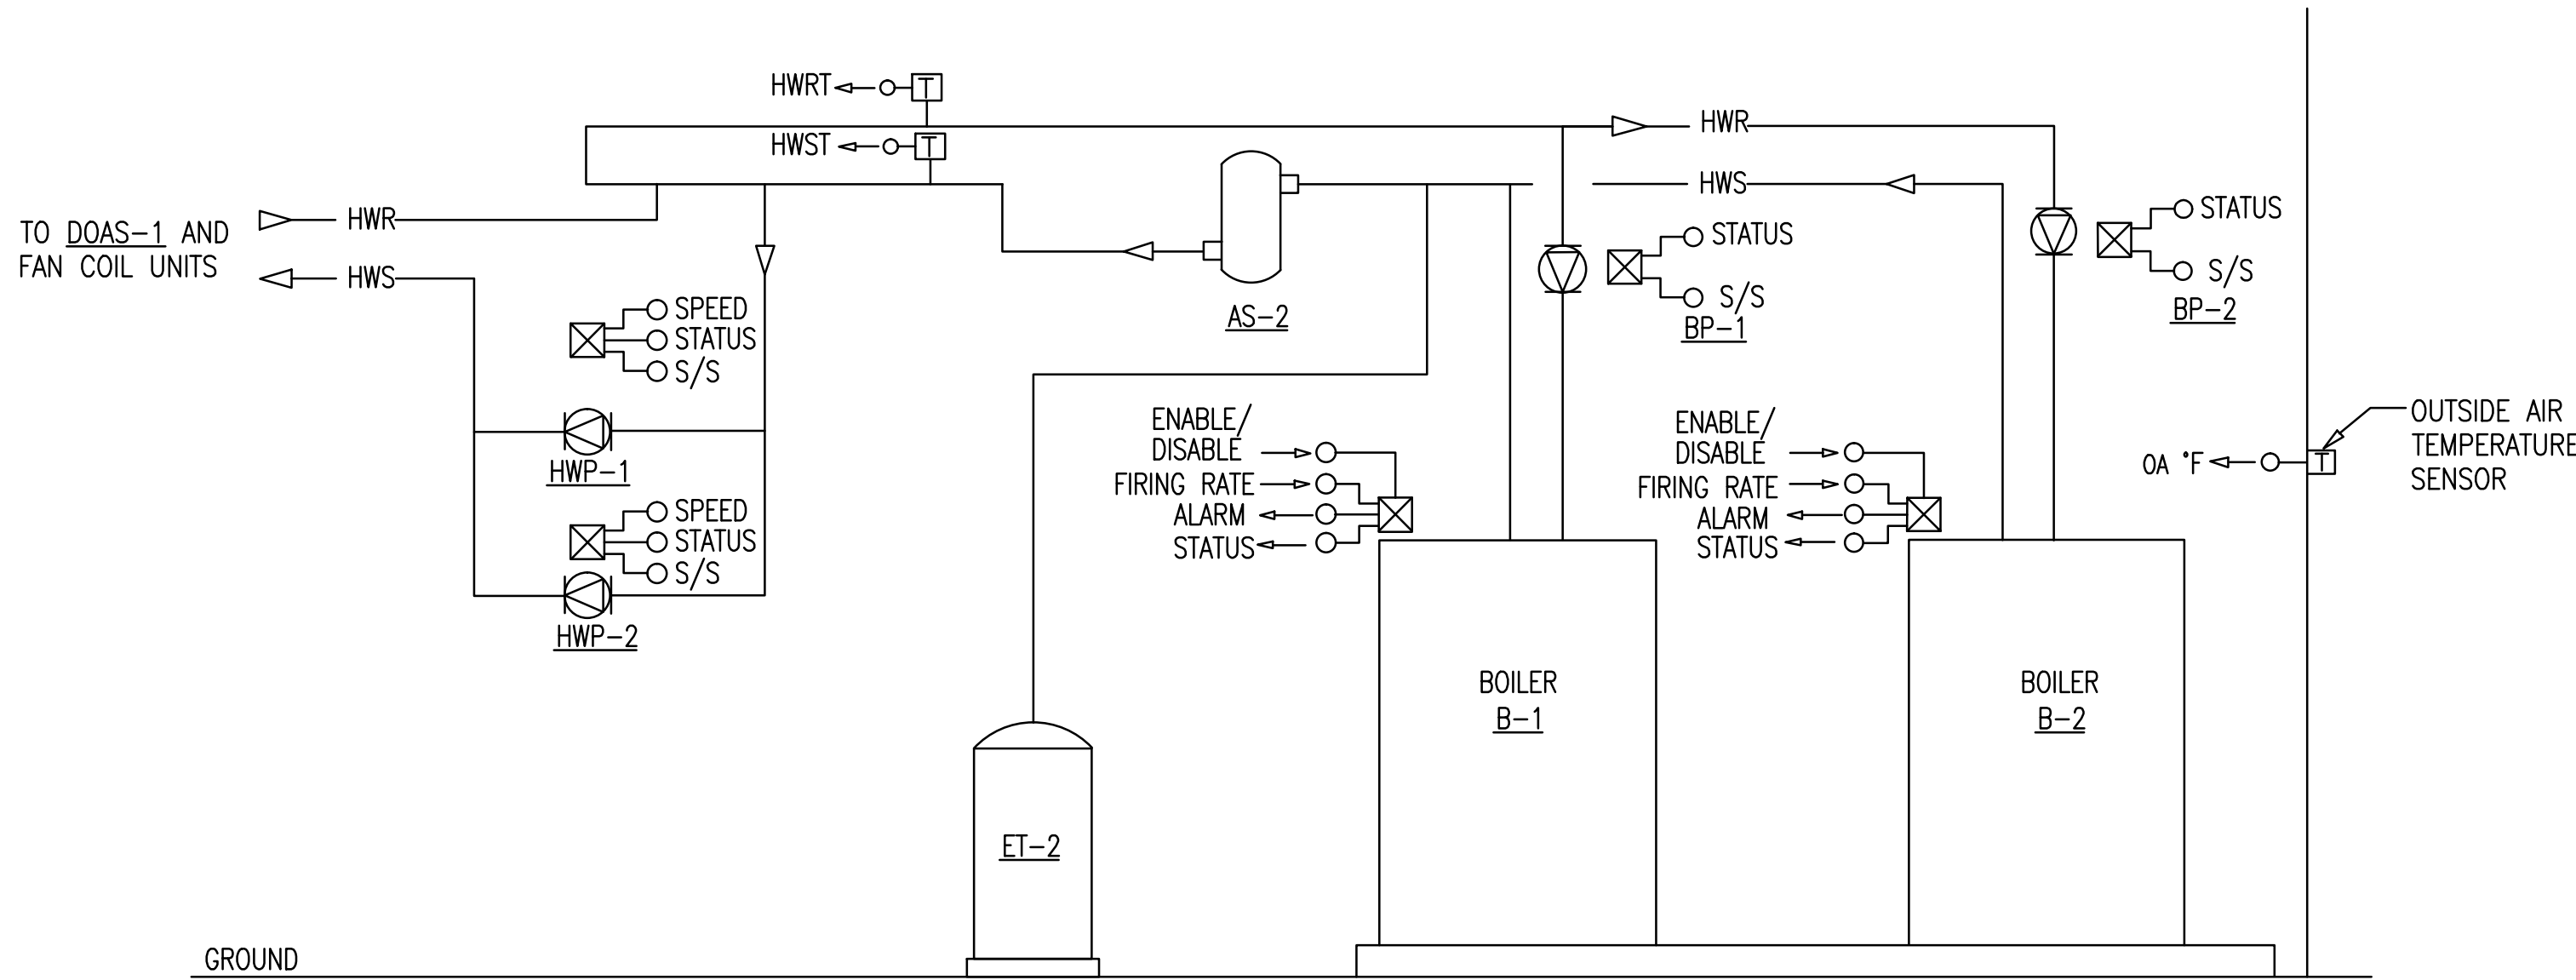 HWRT
T
HWST
T
HWR
HWS
TO DOAS-1 AND
FAN COIL UNITS
HWR
HWS
SPEED
STATUS
S/S
HWP-1
SPEED
STATUS
S/S
HWP-2
AS-2
STATUS
S/S
BP-1
STATUS
S/S
BP-2
ENABLE/
DISABLE
FIRING RATE
ALARM
STATUS
ENABLE/
DISABLE
FIRING RATE
ALARM
STATUS
OA °F
T
OUTSIDE AIR
TEMPERATURE
SENSOR
BOILER
B-1
BOILER
B-2
ET-2
GROUND